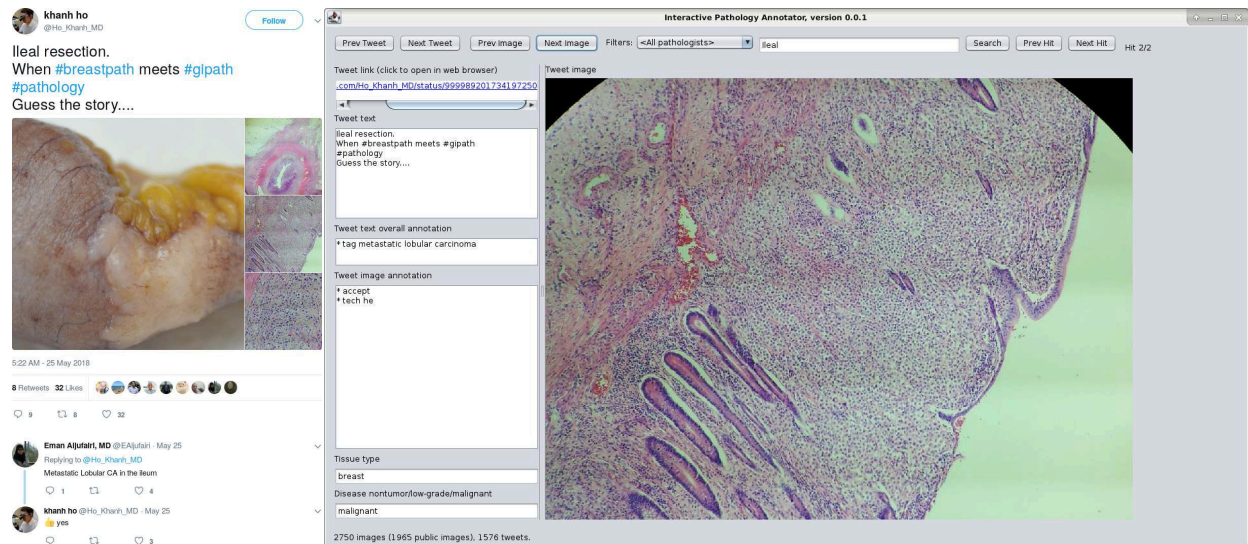 khanh ho
@Ho_Khanh_MD
Follow
Ileal resection.
When #breastpath meets #gipath
#pathology
Guess the story....
5:22 AM - 25 May 2018
8 Retweets 32 Likes
9 8 32
Eman Aljufairi, MD @EAljufairi · May 25
Replying to @Ho_Khanh_MD
Metastatic Lobular CA in the ileum
1 4
khanh ho @Ho_Khanh_MD · May 25
👍 yes
3
Interactive Pathology Annotator, version 0.0.1
Prev Tweet Next Tweet Prev Image Next Image Filters: <All pathologists> Ileal Search Prev Hit Next Hit Hit 2/2
Tweet link (click to open in web browser)
.com/Ho_Khanh_MD/status/999989201734197250
Tweet image
Tweet text
Ileal resection.
When #breastpath meets #gipath
#pathology
Guess the story....
Tweet text overall annotation
* tag metastatic lobular carcinoma
Tweet image annotation
* accept
* tech he
Tissue type
breast
Disease nontumor/low-grade/malignant
malignant
2750 images (1965 public images), 1576 tweets.